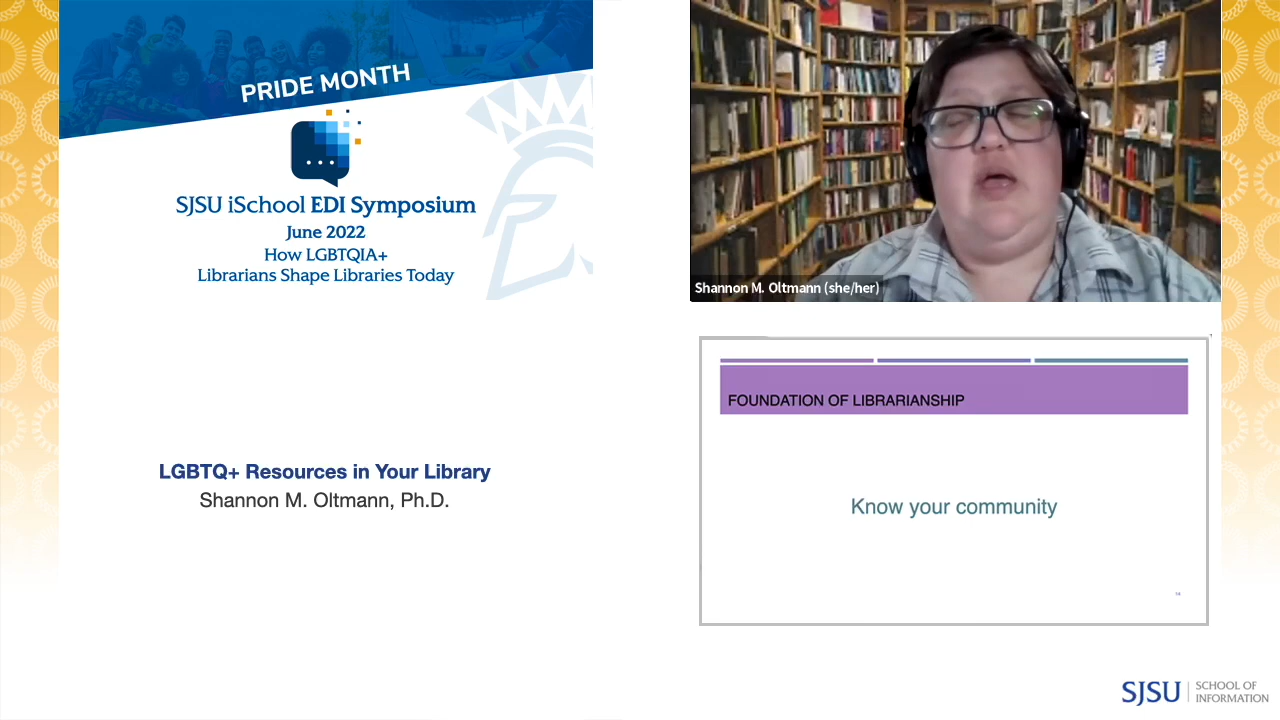 PRIDE MONTH
SJSU iSchool EDI Symposium
June 2022
How LGBTQIA+
Librarians Shape Libraries Today
LGBTQ+ Resources in Your Library
Shannon M. Oltmann, Ph.D.
Shannon M. Oltmann (she/her)
FOUNDATION OF LIBRARIANSHIP
Know your community
14
SJSU
SCHOOL OF
INFORMATION